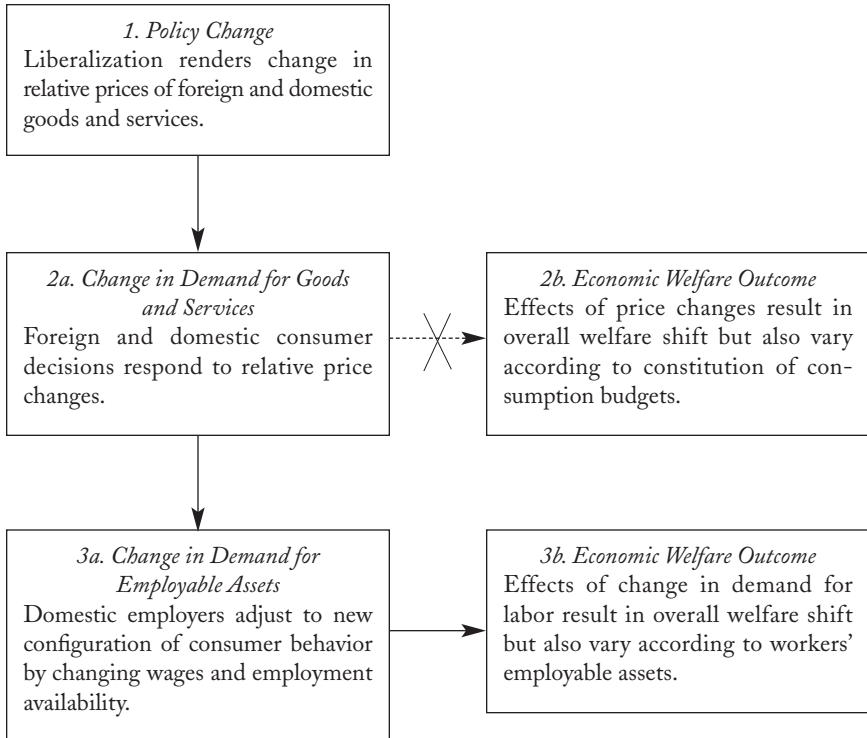 1. Policy Change
Liberalization renders change in
relative prices of foreign and domestic
goods and services.
2a. Change in Demand for Goods
and Services
Foreign and domestic consumer
decisions respond to relative price
changes.
2b. Economic Welfare Outcome
Effects of price changes result in
overall welfare shift but also vary
according to constitution of con-
sumption budgets.
3a. Change in Demand for
Employable Assets
Domestic employers adjust to new
configuration of consumer behavior
by changing wages and employment
availability.
3b. Economic Welfare Outcome
Effects of change in demand for
labor result in overall welfare shift
but also vary according to workers’
employable assets.